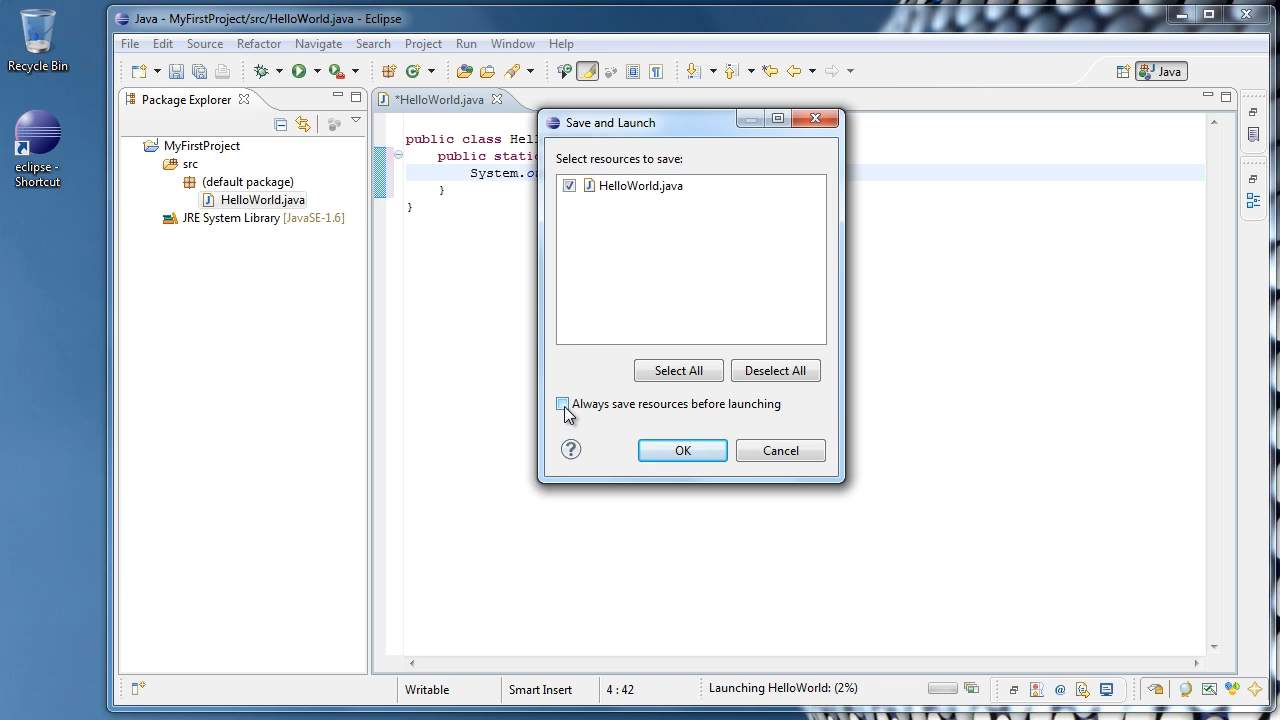 Recycle Bin
eclipse -
Shortcut
Java - MyFirstProject/src/HelloWorld.java - Eclipse
File Edit Source Refactor Navigate Search Project Run Window Help
Java
Package Explorer
MyFirstProject
src
(default package)
HelloWorld.java
JRE System Library [JavaSE-1.6]
*HelloWorld.java
public class Hell
public stati
System.o
}
}
Save and Launch
Select resources to save:
HelloWorld.java
Select All Deselect All
Always save resources before launching
? OK Cancel
Writable Smart Insert 4 : 42 Launching HelloWorld: (2%)